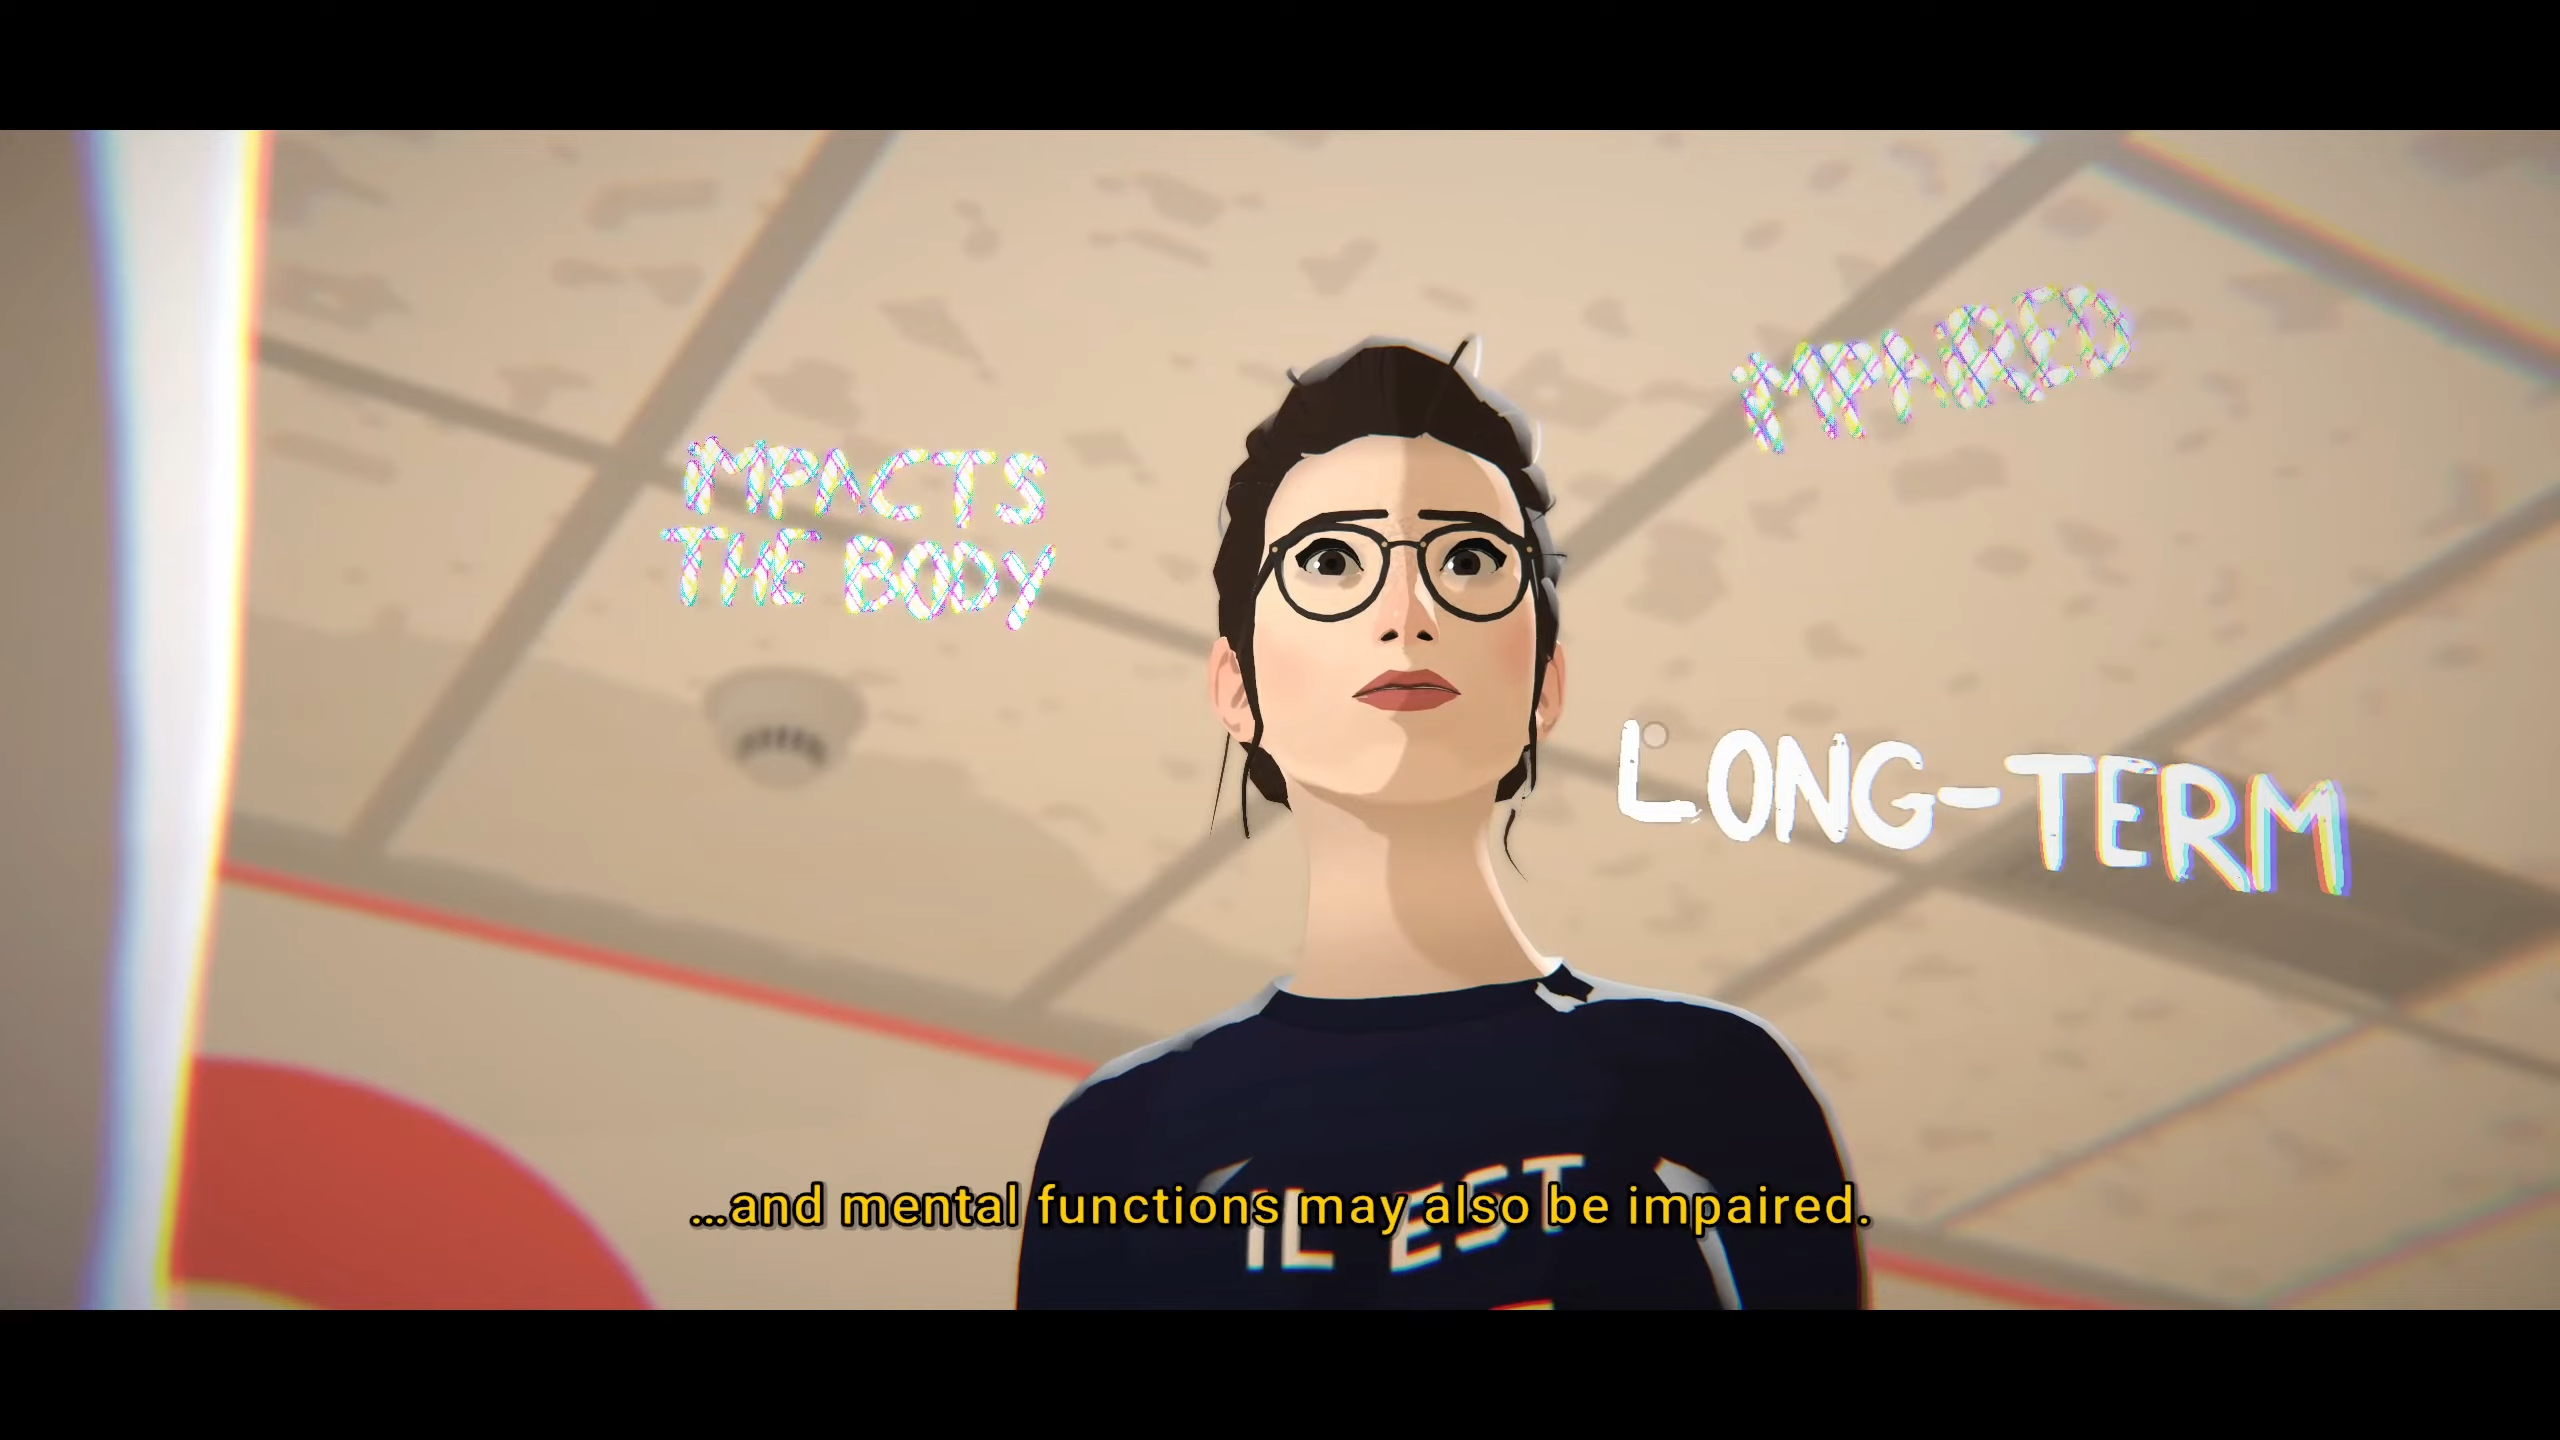 IMPAIRED
IMPACTS
THE BODY
LONG-TERM
IL EST
…and mental functions may also be impaired.